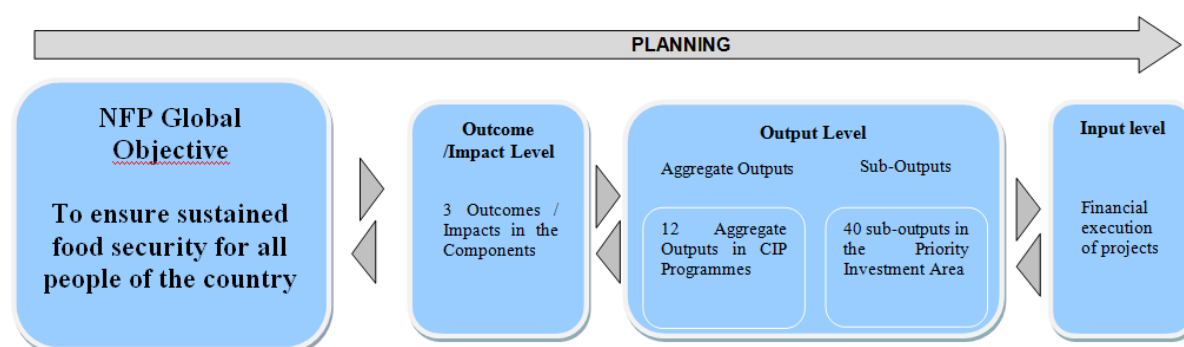 PLANNING
NFP Global
Objective
To ensure sustained
food security for all
people of the country
Outcome
/Impact Level
3 Outcomes /
Impacts in the
Components
Output Level
Aggregate Outputs
12 Aggregate
Outputs in CIP
Programmes
Sub-Outputs
40 sub-outputs in
the Priority
Investment Area
Input level
Financial
execution
of projects